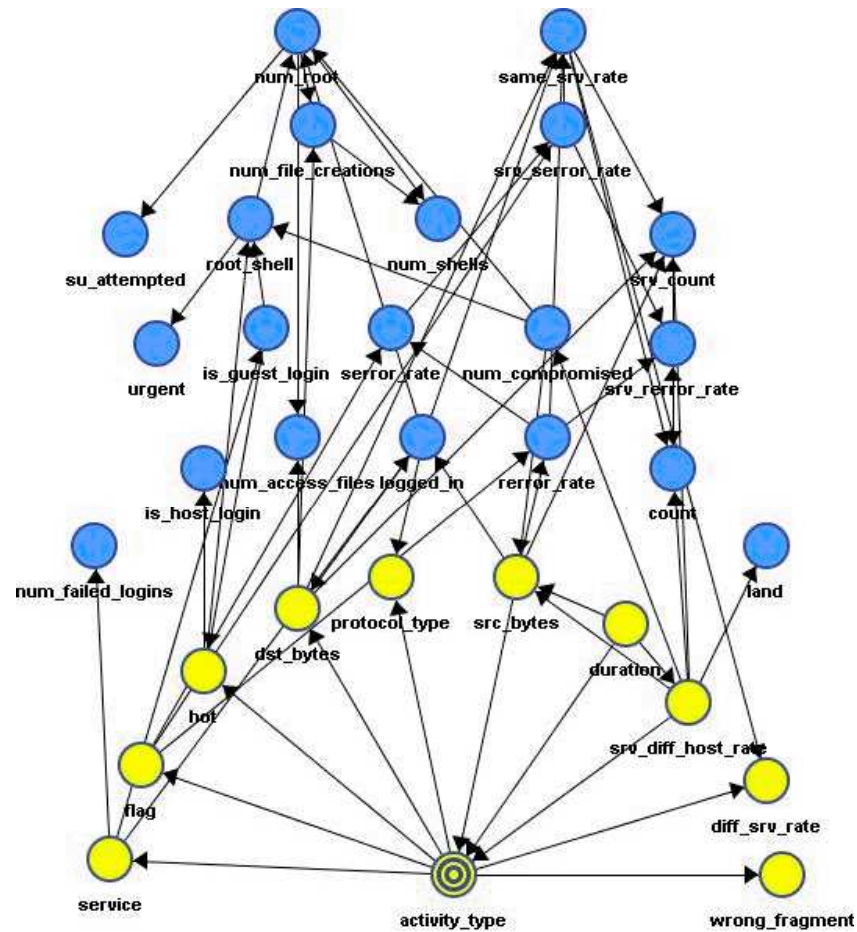 num_root
same_srv_rate
num_file_creations
srv_serror_rate
su_attempted
root_shell
num_shells
srv_count
urgent
is_guest_login
serror_rate
num_compromised
srv_rerror_rate
is_host_login
num_access_files
logged_in
rerror_rate
count
num_failed_logins
land
dst_bytes
protocol_type
src_bytes
duration
hot
srv_diff_host_rate
flag
diff_srv_rate
service
activity_type
wrong_fragment